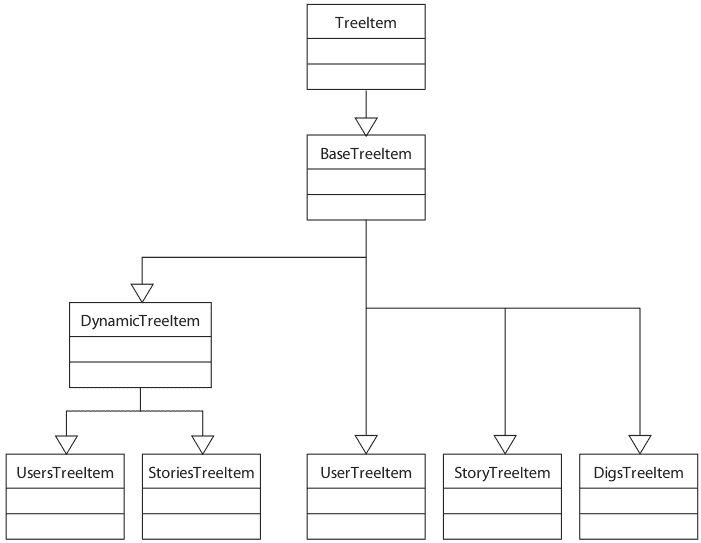 TreeItem
BaseTreeItem
DynamicTreeItem
UsersTreeItem
StoriesTreeItem
UserTreeItem
StoryTreeItem
DigsTreeItem